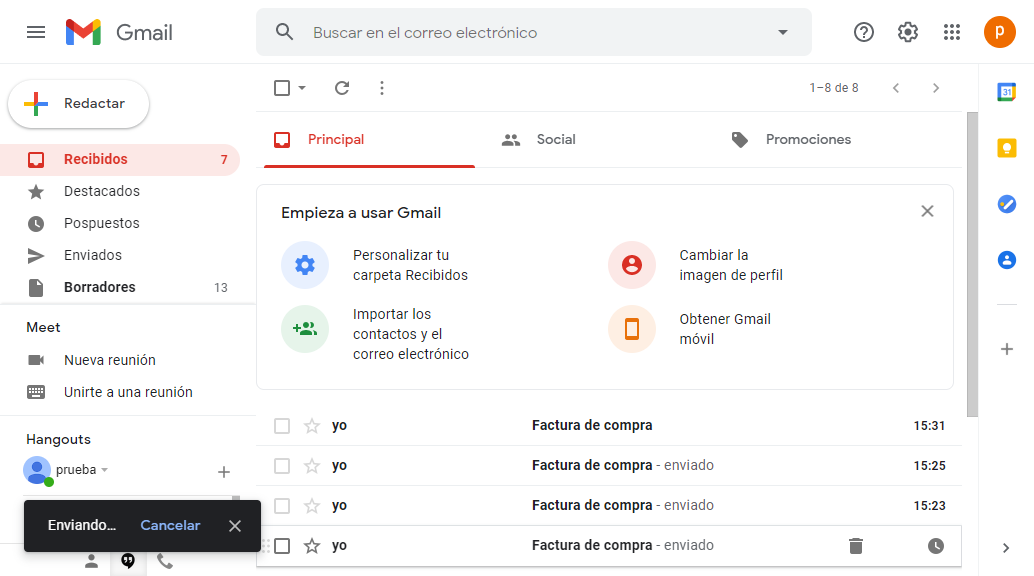 Gmail
Buscar en el correo electrónico
p
Redactar
1–8 de 8
31
Recibidos 7
Destacados
Pospuestos
Enviados
Borradores 13
Principal
Social
Promociones
Empieza a usar Gmail
Personalizar tu
carpeta Recibidos
Cambiar la
imagen de perfil
Importar los
contactos y el
correo electrónico
Obtener Gmail
móvil
Meet
Nueva reunión
Unirte a una reunión
Hangouts
prueba
yo Factura de compra 15:31
yo Factura de compra - enviado 15:25
yo Factura de compra - enviado 15:23
yo Factura de compra - enviado
Enviando... Cancelar